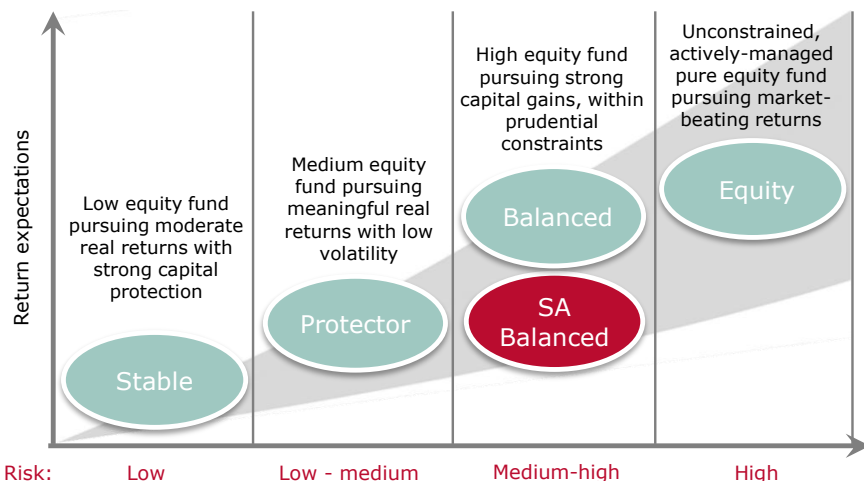 Return expectations
Low equity fund
pursuing moderate
real returns with
strong capital
protection
Stable
Medium equity
fund pursuing
meaningful real
returns with low
volatility
Protector
High equity fund
pursuing strong
capital gains, within
prudential
constraints
Balanced
SA
Balanced
Unconstrained,
actively-managed
pure equity fund
pursuing market-
beating returns
Equity
Risk:
Low
Low - medium
Medium-high
High